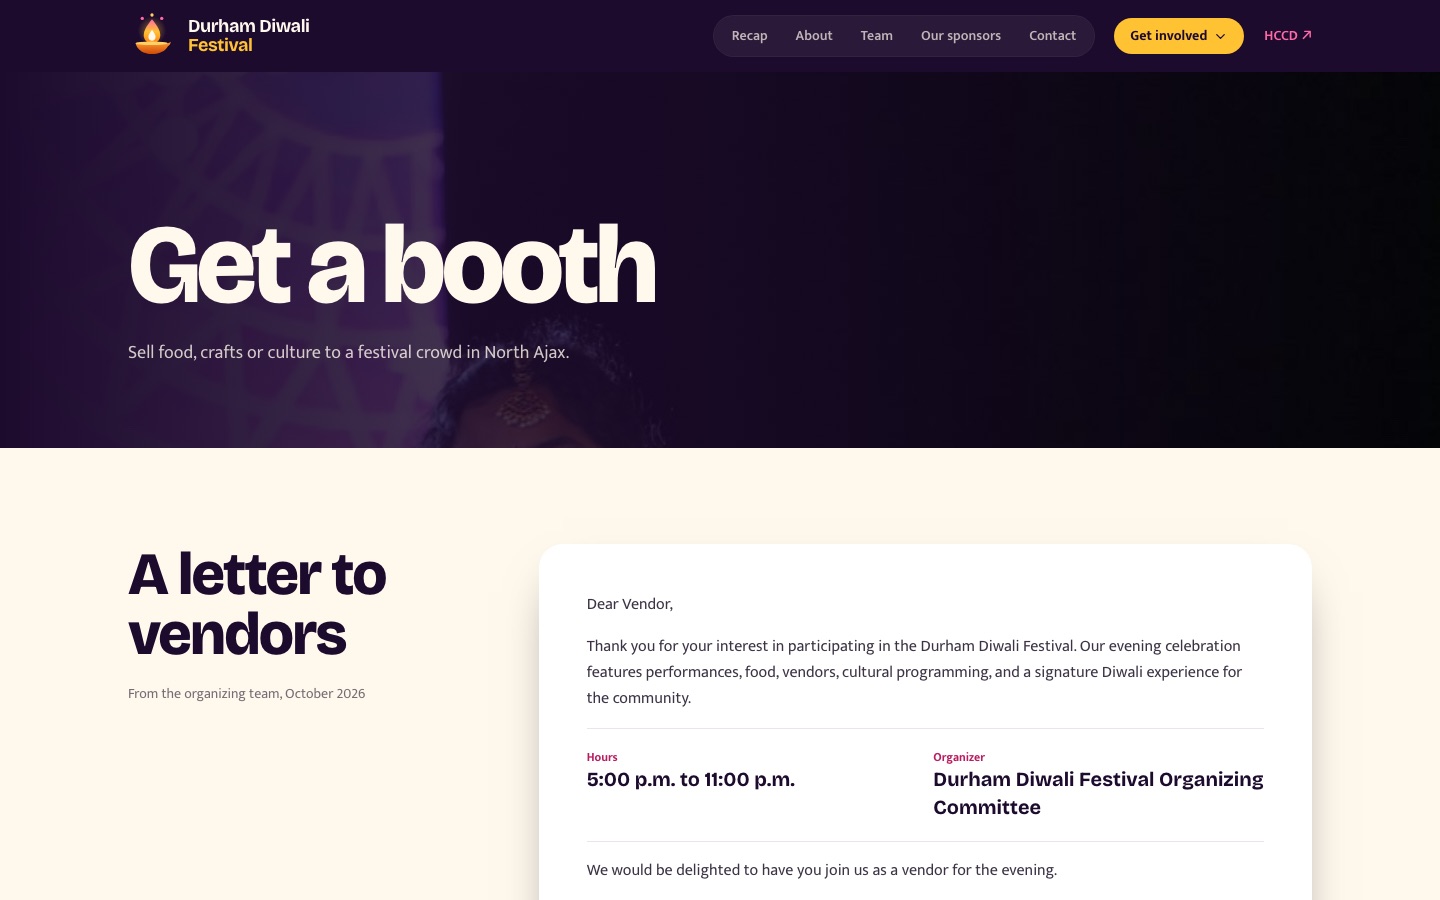 Durham Diwali
Festival
Recap
About
Team
Our sponsors
Contact
Get involved
HCCD ↗
Get a booth
Sell food, crafts or culture to a festival crowd in North Ajax.
A letter to
vendors
From the organizing team, October 2026
Dear Vendor,
Thank you for your interest in participating in the Durham Diwali Festival. Our evening celebration
features performances, food, vendors, cultural programming, and a signature Diwali experience for
the community.
Hours
5:00 p.m. to 11:00 p.m.
Organizer
Durham Diwali Festival Organizing
Committee
We would be delighted to have you join us as a vendor for the evening.